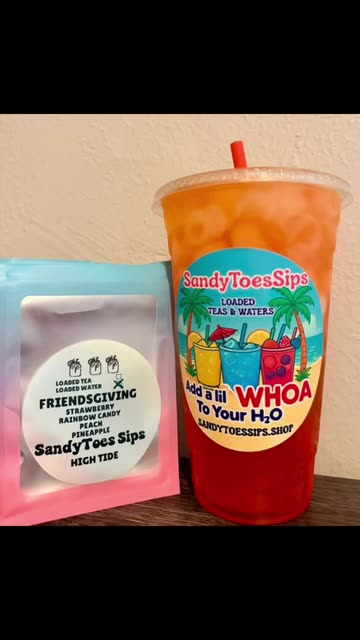 LOADED TEA
LOADED WATER
FRIENDSGIVING
STRAWBERRY
RAINBOW CANDY
PEACH
PINEAPPLE
SandyToes Sips
HIGH TIDE
SandyToesSips
LOADED
TEAS & WATERS
Add a lil WHOA
To Your H₂O
SANDYTOESSIPS.SHOP